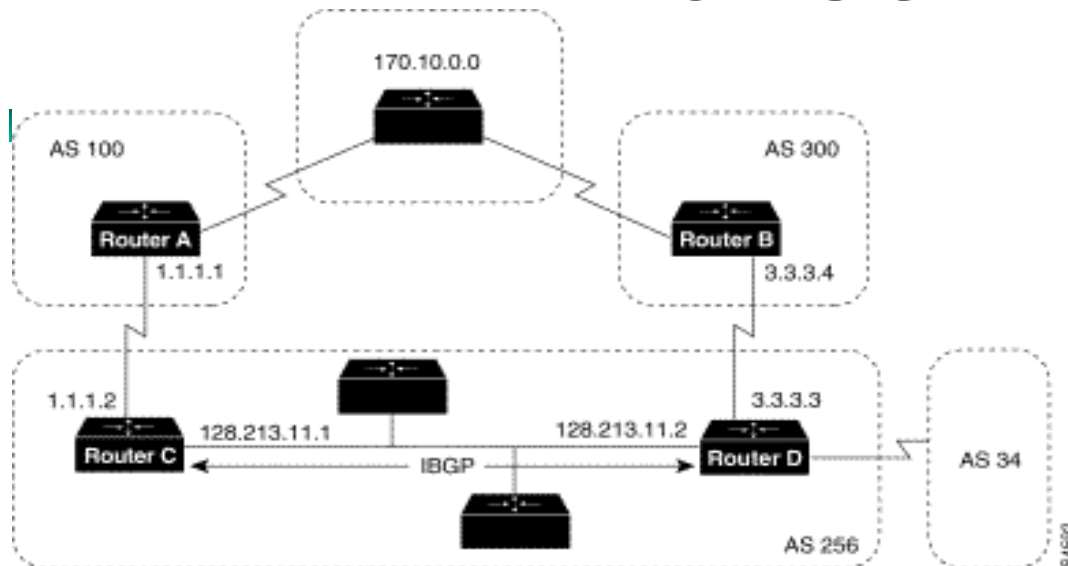 170.10.0.0
AS 100
AS 300
Router A
Router B
1.1.1.1
3.3.3.4
1.1.1.2
3.3.3.3
128.213.11.1
128.213.11.2
Router C
IBGP
Router D
AS 34
AS 256